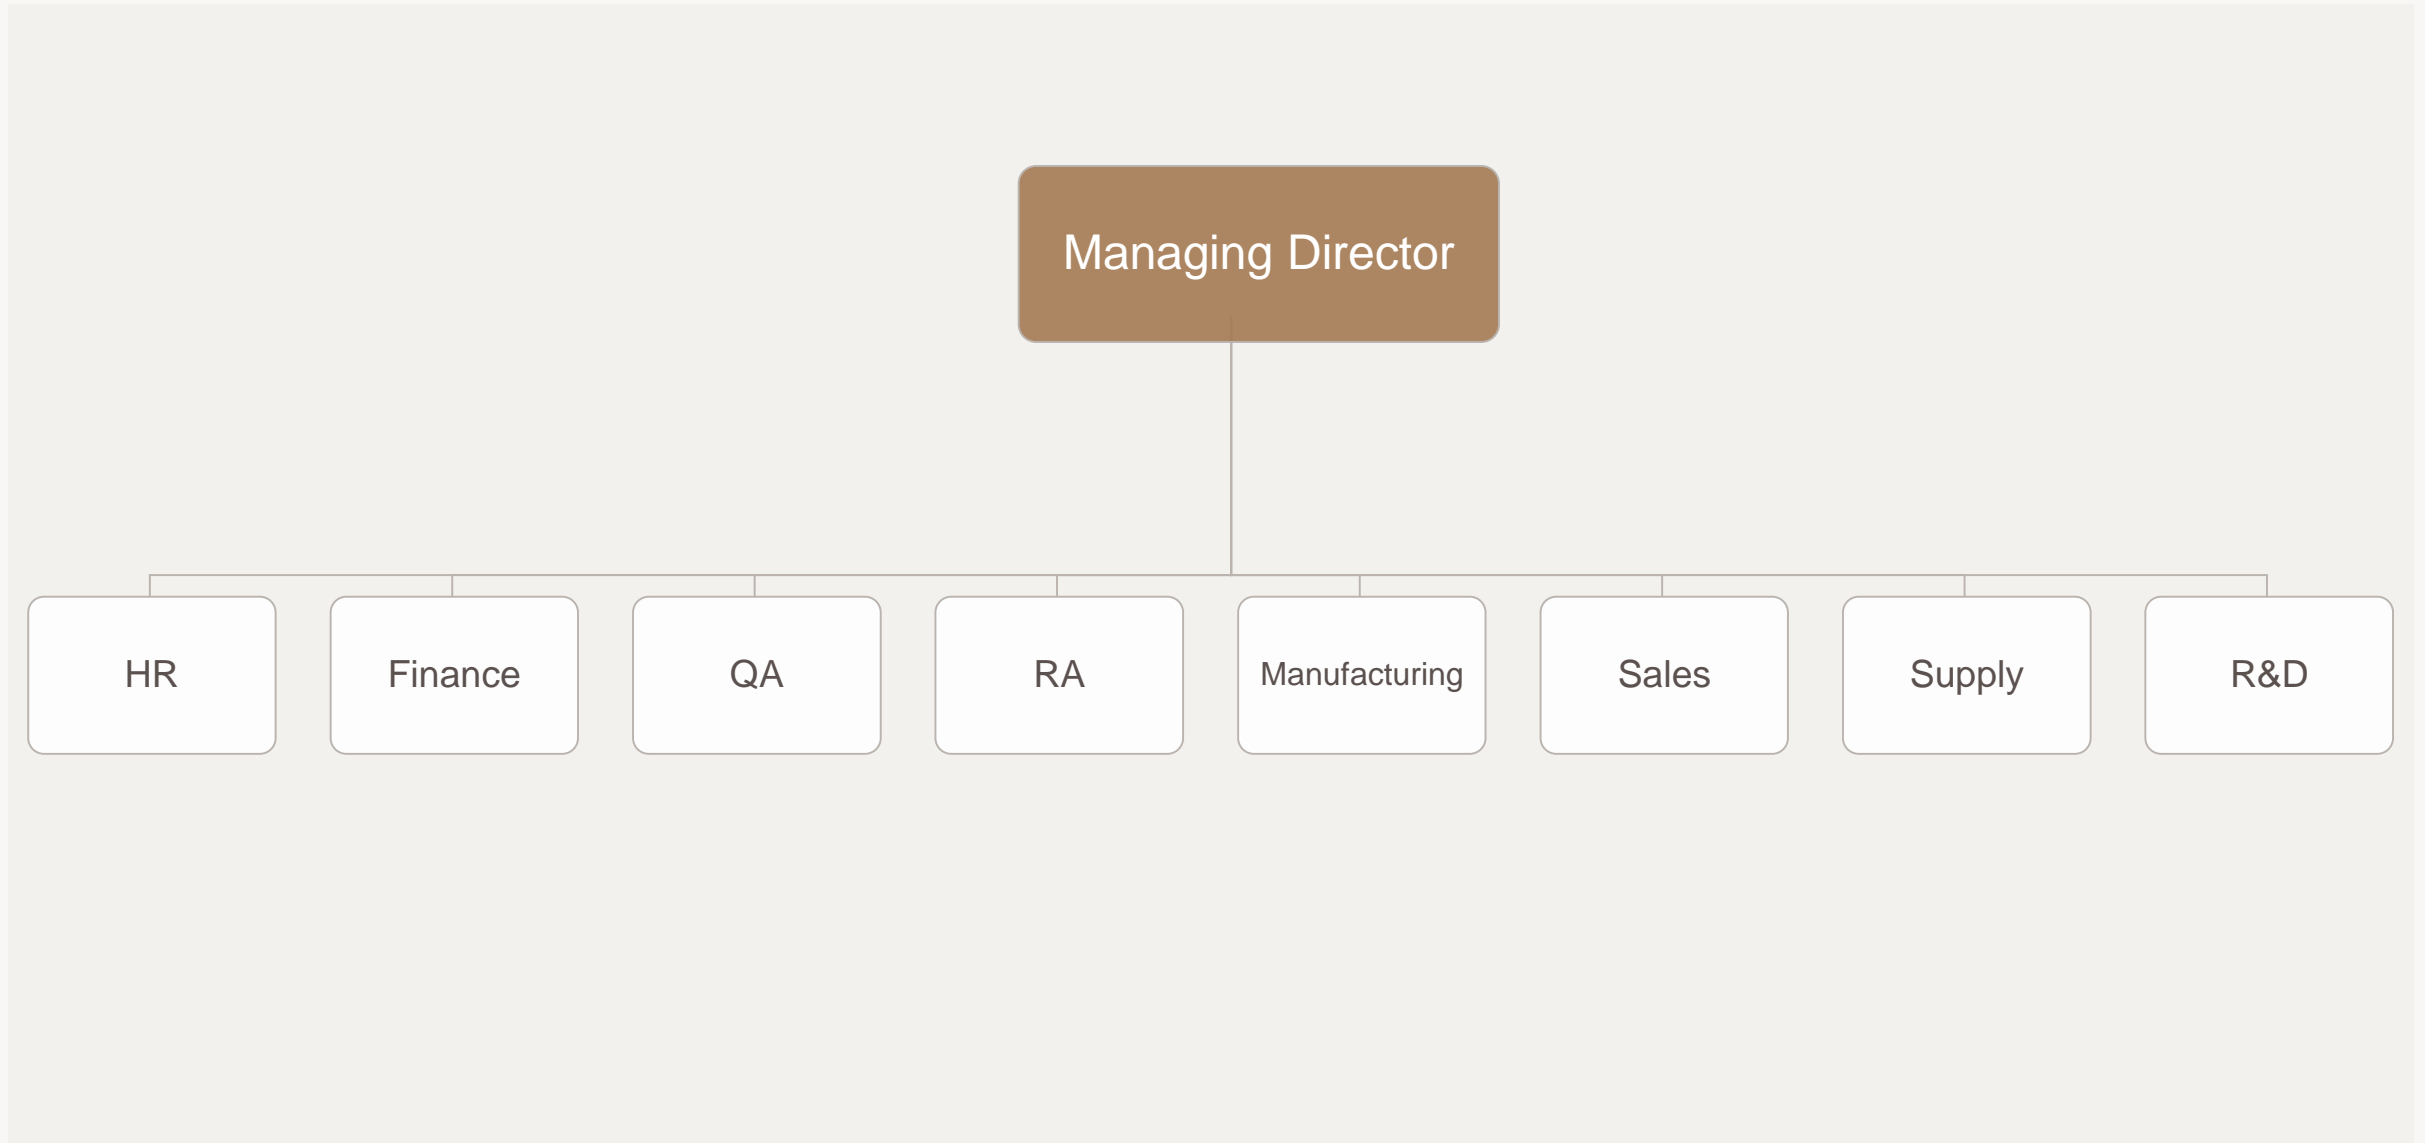 Managing Director
HR
Finance
QA
RA
Manufacturing
Sales
Supply
R&D